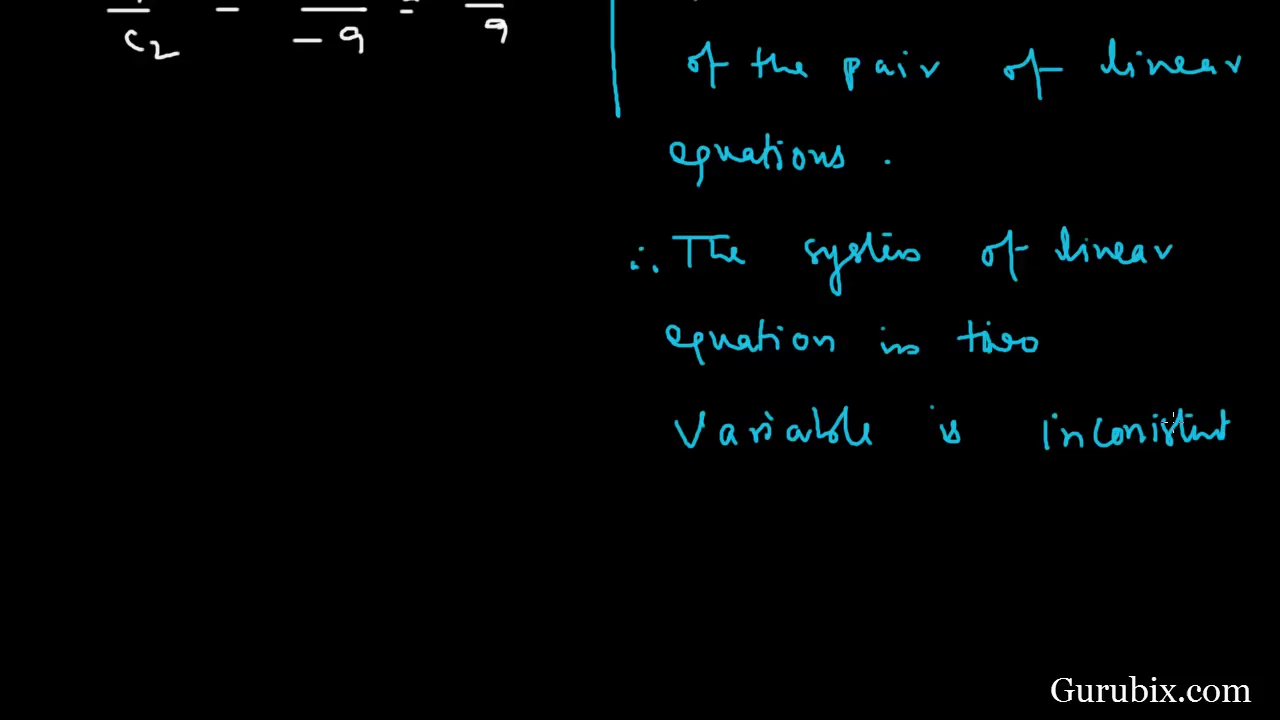 c2 = — = —
- 9 9
of the pair of linear
equations .
∴ The system of linear
equation in two
variable is inconistent
Gurubix.com